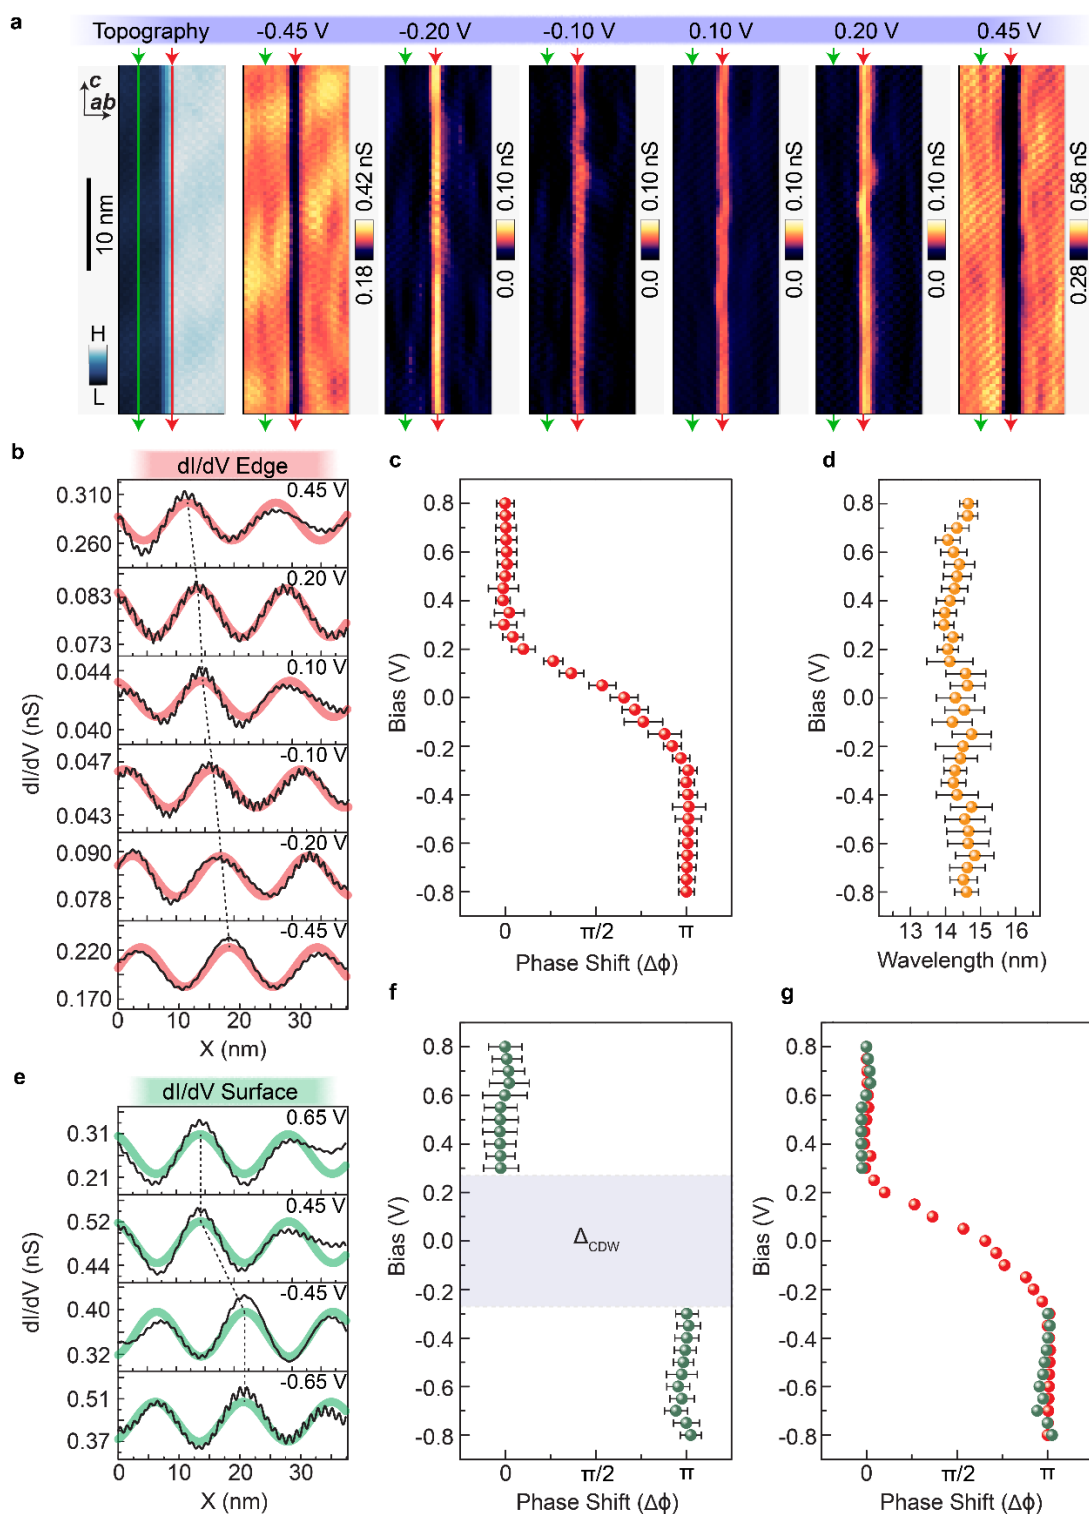 a
Topography -0.45 V -0.20 V -0.10 V 0.10 V 0.20 V 0.45 V
c
ab
10 nm
H
L
0.18 0.42 nS
0.0 0.10 nS
0.0 0.10 nS
0.0 0.10 nS
0.0 0.10 nS
0.28 0.58 nS
b
dI/dV Edge
0.45 V
0.310
0.260
0.20 V
0.083
0.073
0.10 V
0.044
0.040
-0.10 V
0.047
0.043
-0.20 V
0.090
0.078
-0.45 V
0.220
0.170
dI/dV (nS)
0 10 20 30
X (nm)
c
0.8
0.6
0.4
0.2
0.0
-0.2
-0.4
-0.6
-0.8
Bias (V)
0 π/2 π
Phase Shift (Δϕ)
d
0.8
0.6
0.4
0.2
0.0
-0.2
-0.4
-0.6
-0.8
Bias (V)
13 14 15 16
Wavelength (nm)
e
dI/dV Surface
0.65 V
0.31
0.21
0.45 V
0.52
0.44
-0.45 V
0.40
0.32
-0.65 V
0.51
0.37
dI/dV (nS)
0 10 20 30
X (nm)
f
0.8
0.6
0.4
0.2
0.0
-0.2
-0.4
-0.6
-0.8
Bias (V)
ΔCDW
0 π/2 π
Phase Shift (Δϕ)
g
0.8
0.6
0.4
0.2
0.0
-0.2
-0.4
-0.6
-0.8
Bias (V)
0 π/2 π
Phase Shift (Δϕ)